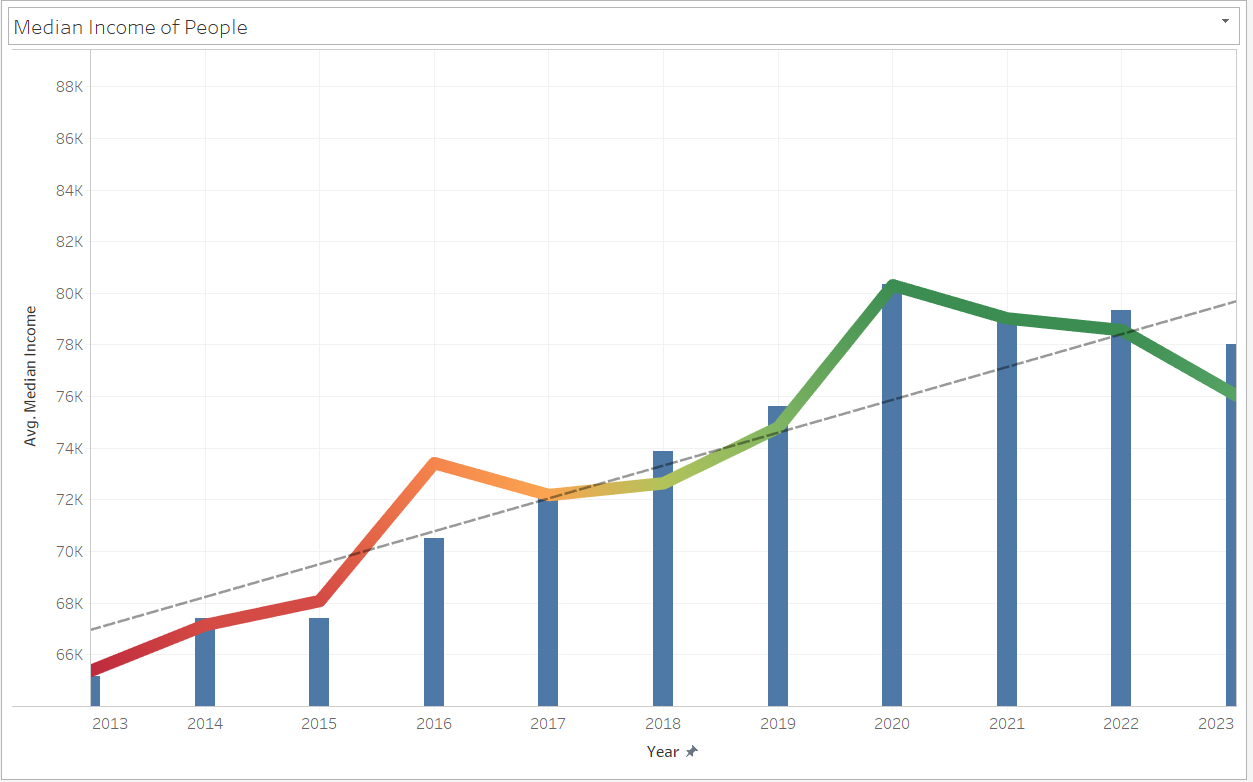 Median Income of People
88K
86K
84K
82K
80K
78K
76K
74K
72K
70K
68K
66K
Avg. Median Income
2013 2014 2015 2016 2017 2018 2019 2020 2021 2022 2023
Year